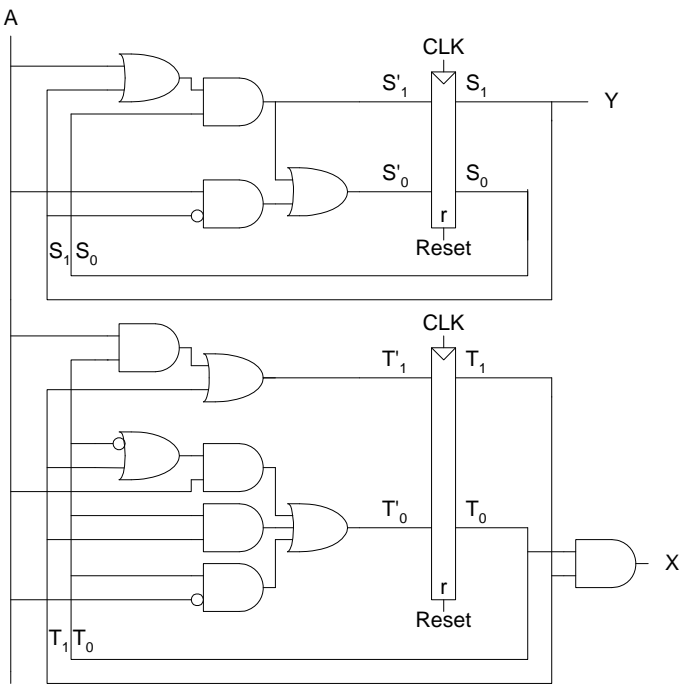 A
CLK
S'1 S1
Y
S'0 S0
r
Reset
S1 S0
CLK
T'1 T1
T'0 T0
X
r
Reset
T1 T0